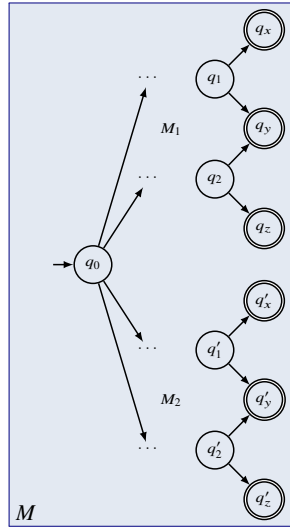 q_x
... q_1
M_1 q_y
... q_2
q_z
q_0
q'_x
... q'_1
M_2 q'_y
... q'_2
q'_z
M